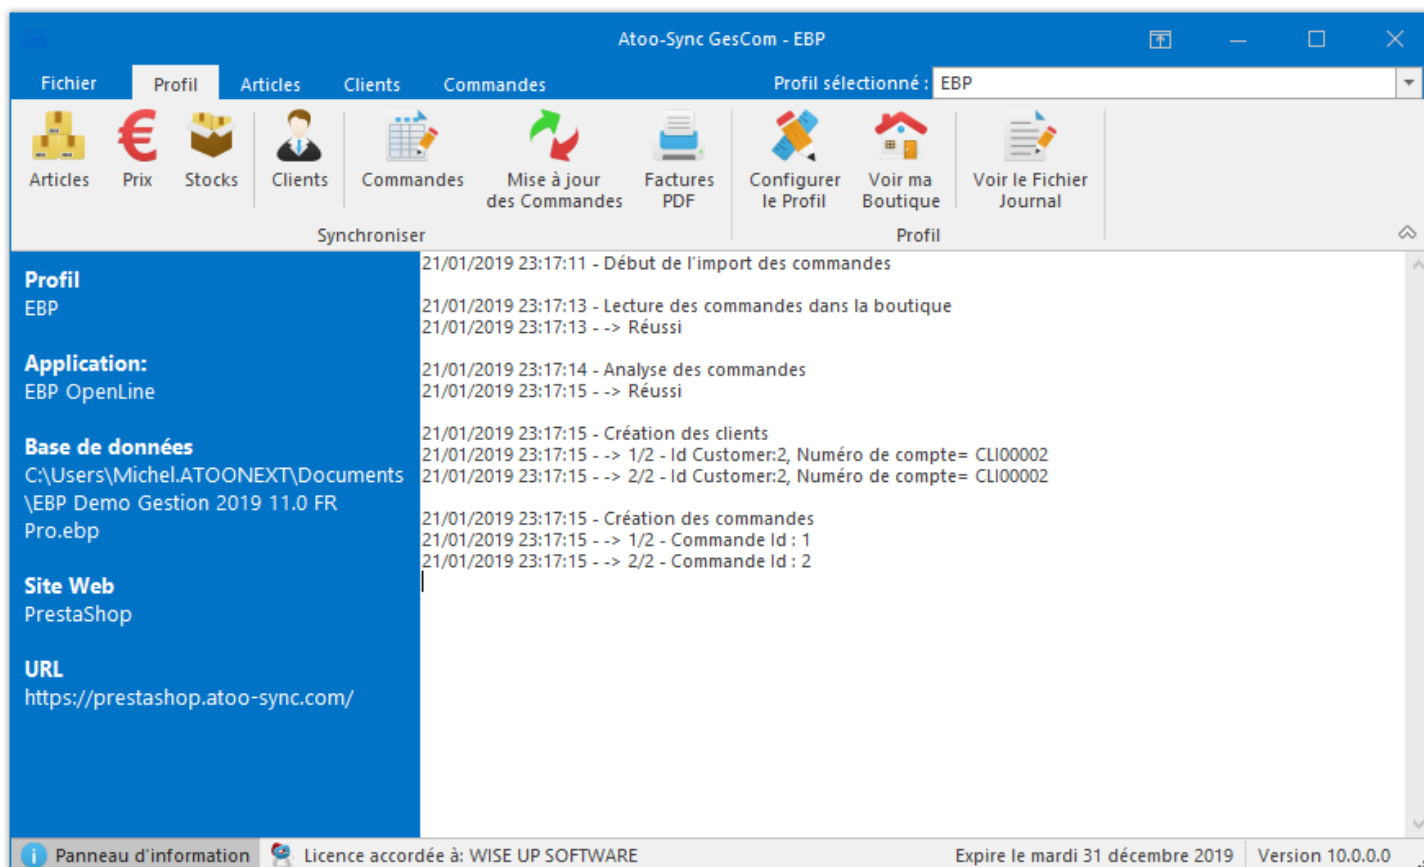 Atoo-Sync GesCom - EBP
Fichier Profil Articles Clients Commandes Profil sélectionné : EBP
Articles Prix Stocks Clients Commandes Mise à jour des Commandes Factures PDF Configurer le Profil Voir ma Boutique Voir le Fichier Journal
Synchroniser Profil
Profil
EBP
Application:
EBP OpenLine
Base de données
C:\Users\Michel.ATOONEXT\Documents
\EBP Demo Gestion 2019 11.0 FR
Pro.ebp
Site Web
PrestaShop
URL
https://prestashop.atoo-sync.com/
21/01/2019 23:17:11 - Début de l'import des commandes
21/01/2019 23:17:13 - Lecture des commandes dans la boutique
21/01/2019 23:17:13 - -> Réussi
21/01/2019 23:17:14 - Analyse des commandes
21/01/2019 23:17:15 - -> Réussi
21/01/2019 23:17:15 - Création des clients
21/01/2019 23:17:15 - -> 1/2 - Id Customer:2, Numéro de compte= CLI00002
21/01/2019 23:17:15 - -> 2/2 - Id Customer:2, Numéro de compte= CLI00002
21/01/2019 23:17:15 - Création des commandes
21/01/2019 23:17:15 - -> 1/2 - Commande Id : 1
21/01/2019 23:17:15 - -> 2/2 - Commande Id : 2
Panneau d'information Licence accordée à: WISE UP SOFTWARE Expire le mardi 31 décembre 2019 Version 10.0.0.0